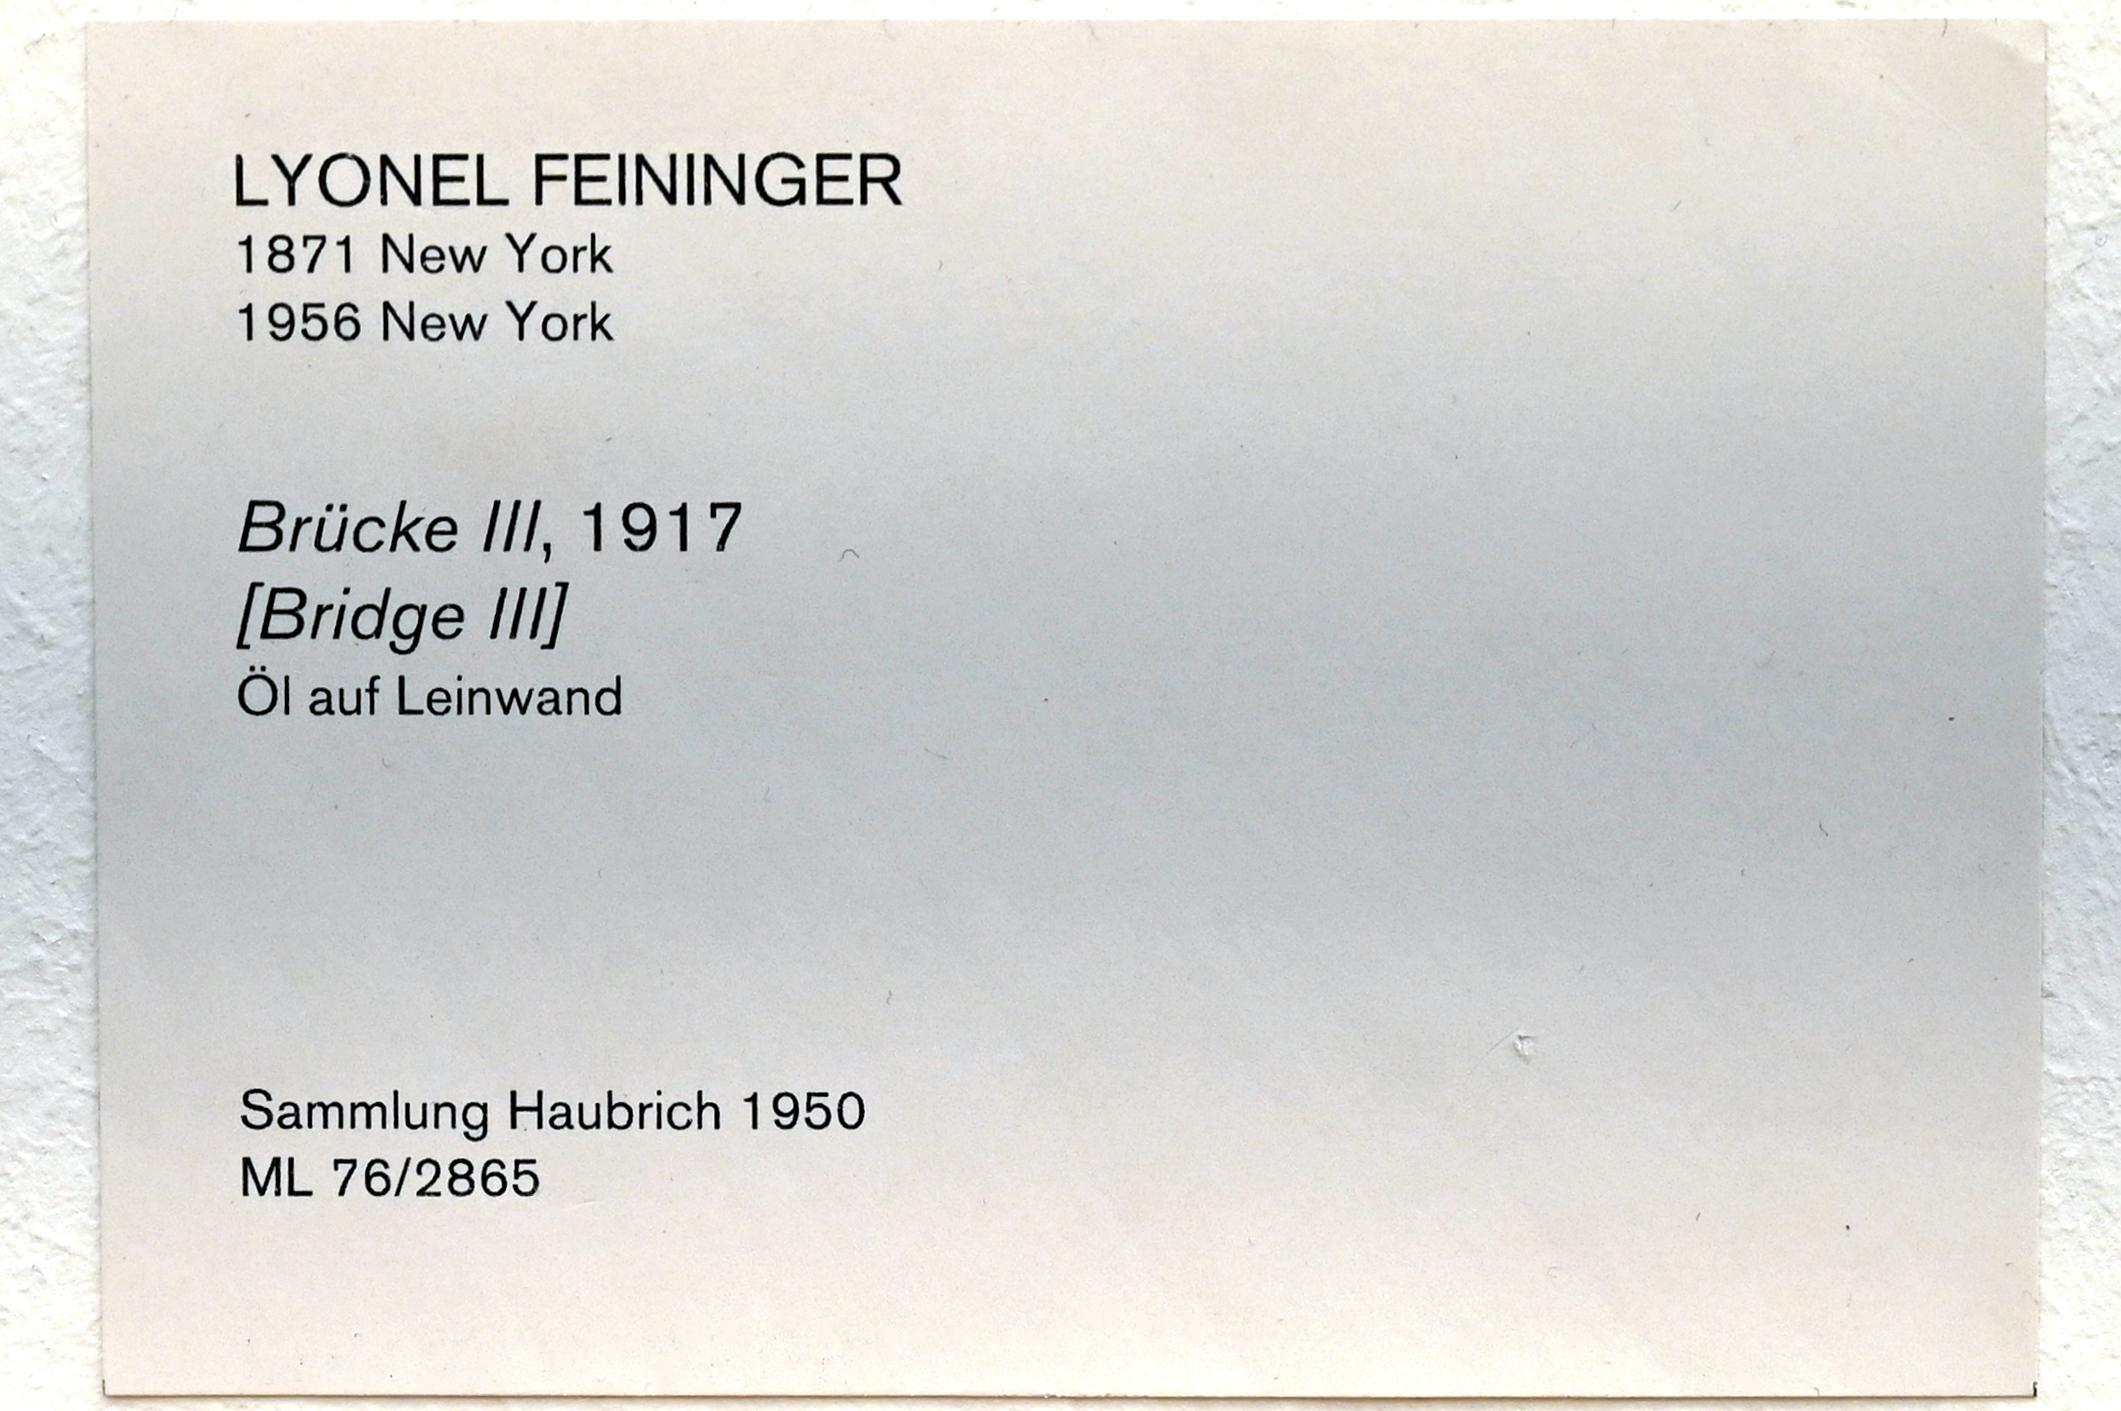 LYONEL FEININGER
1871 New York
1956 New York
Brücke III, 1917
[Bridge III]
Öl auf Leinwand
Sammlung Haubrich 1950
ML 76/2865